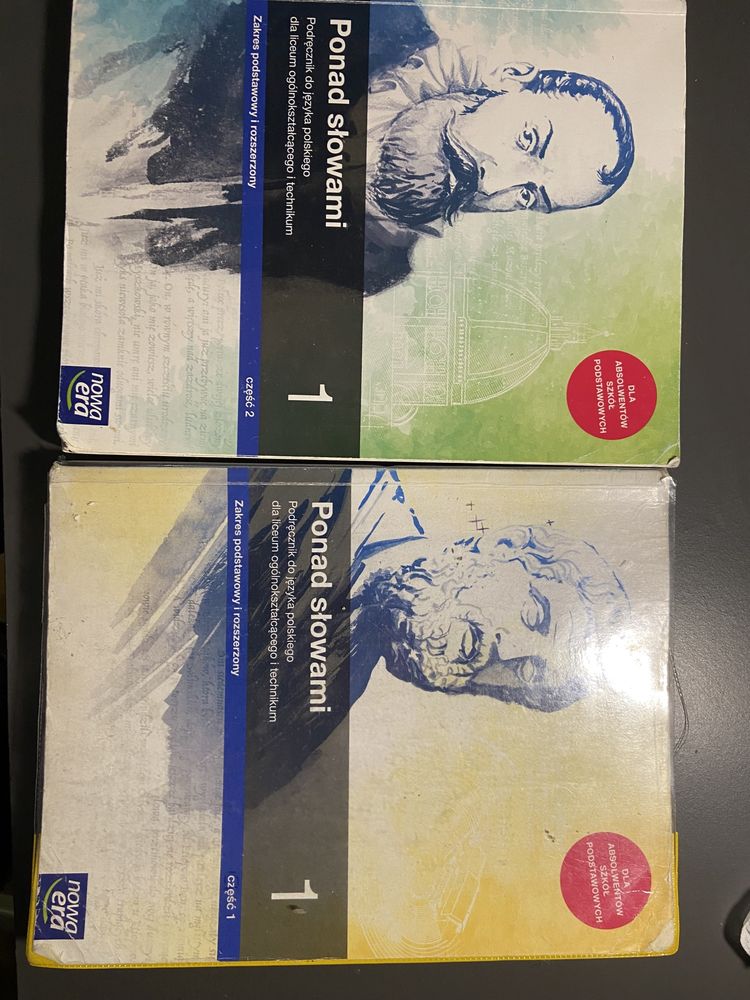 Ponad słowami
Podręcznik do języka polskiego
dla liceum ogólnokształcącego i technikum
Zakres podstawowy i rozszerzony
1
część 2
DLA
ABSOLWENTÓW
SZKÓŁ
PODSTAWOWYCH
nowa
era
Ponad słowami
Podręcznik do języka polskiego
dla liceum ogólnokształcącego i technikum
Zakres podstawowy i rozszerzony
1
część 1
DLA
ABSOLWENTÓW
SZKÓŁ
PODSTAWOWYCH
nowa
era